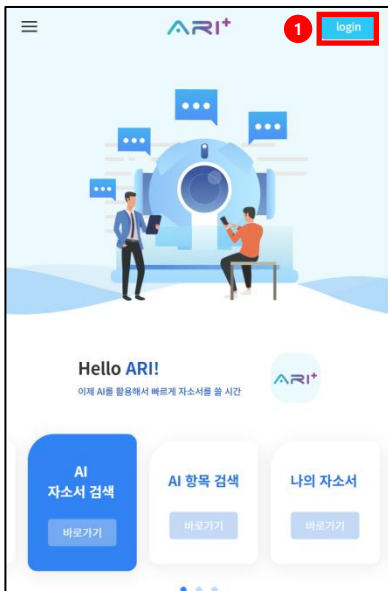 ARI+
1
login
Hello ARI!
이제 AI를 활용해서 빠르게 자소서를 쓸 시간
ARI+
AI
자소서 검색
바로가기
AI 항목 검색
바로가기
나의 자소서
바로가기